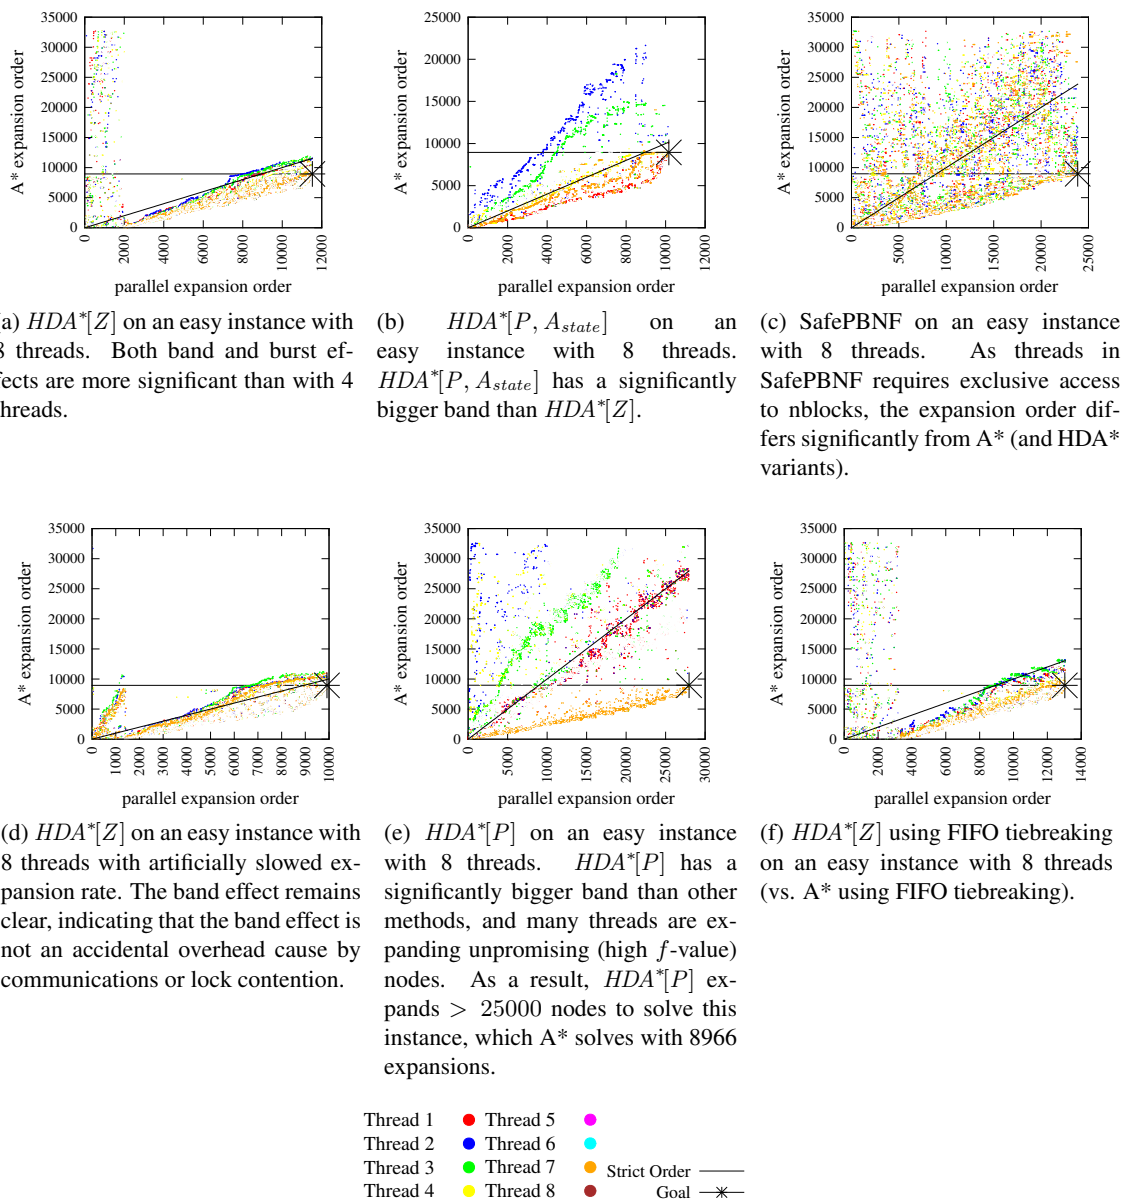 35000
30000
25000
20000
15000
10000
5000
0
A* expansion order
0
2000
4000
6000
8000
10000
12000
parallel expansion order
25000
20000
15000
10000
5000
0
A* expansion order
0
2000
4000
6000
8000
10000
12000
parallel expansion order
35000
30000
25000
20000
15000
10000
5000
0
A* expansion order
0
5000
10000
15000
20000
25000
parallel expansion order
a) HDA*[Z] on an easy instance with
8 threads. Both band and burst ef-
fects are more significant than with 4
threads.
(b) HDA*[P, A_state] on an
easy instance with 8 threads.
HDA*[P, A_state] has a significantly
bigger band than HDA*[Z].
(c) SafePBNF on an easy instance
with 8 threads. As threads in
SafePBNF requires exclusive access
to nblocks, the expansion order dif-
fers significantly from A* (and HDA*
variants).
35000
30000
25000
20000
15000
10000
5000
0
A* expansion order
0
1000
2000
3000
4000
5000
6000
7000
8000
9000
10000
parallel expansion order
35000
30000
25000
20000
15000
10000
5000
0
A* expansion order
0
5000
10000
15000
20000
25000
30000
parallel expansion order
35000
30000
25000
20000
15000
10000
5000
0
A* expansion order
0
2000
4000
6000
8000
10000
12000
14000
parallel expansion order
(d) HDA*[Z] on an easy instance with
8 threads with artificially slowed ex-
pansion rate. The band effect remains
clear, indicating that the band effect is
not an accidental overhead cause by
communications or lock contention.
(e) HDA*[P] on an easy instance
with 8 threads. HDA*[P] has a
significantly bigger band than other
methods, and many threads are ex-
panding unpromising (high f-value)
nodes. As a result, HDA*[P] ex-
pands > 25000 nodes to solve this
instance, which A* solves with 8966
expansions.
(f) HDA*[Z] using FIFO tiebreaking
on an easy instance with 8 threads
(vs. A* using FIFO tiebreaking).
Thread 1 Thread 5
Thread 2 Thread 6
Thread 3 Thread 7
Thread 4 Thread 8
Strict Order
Goal